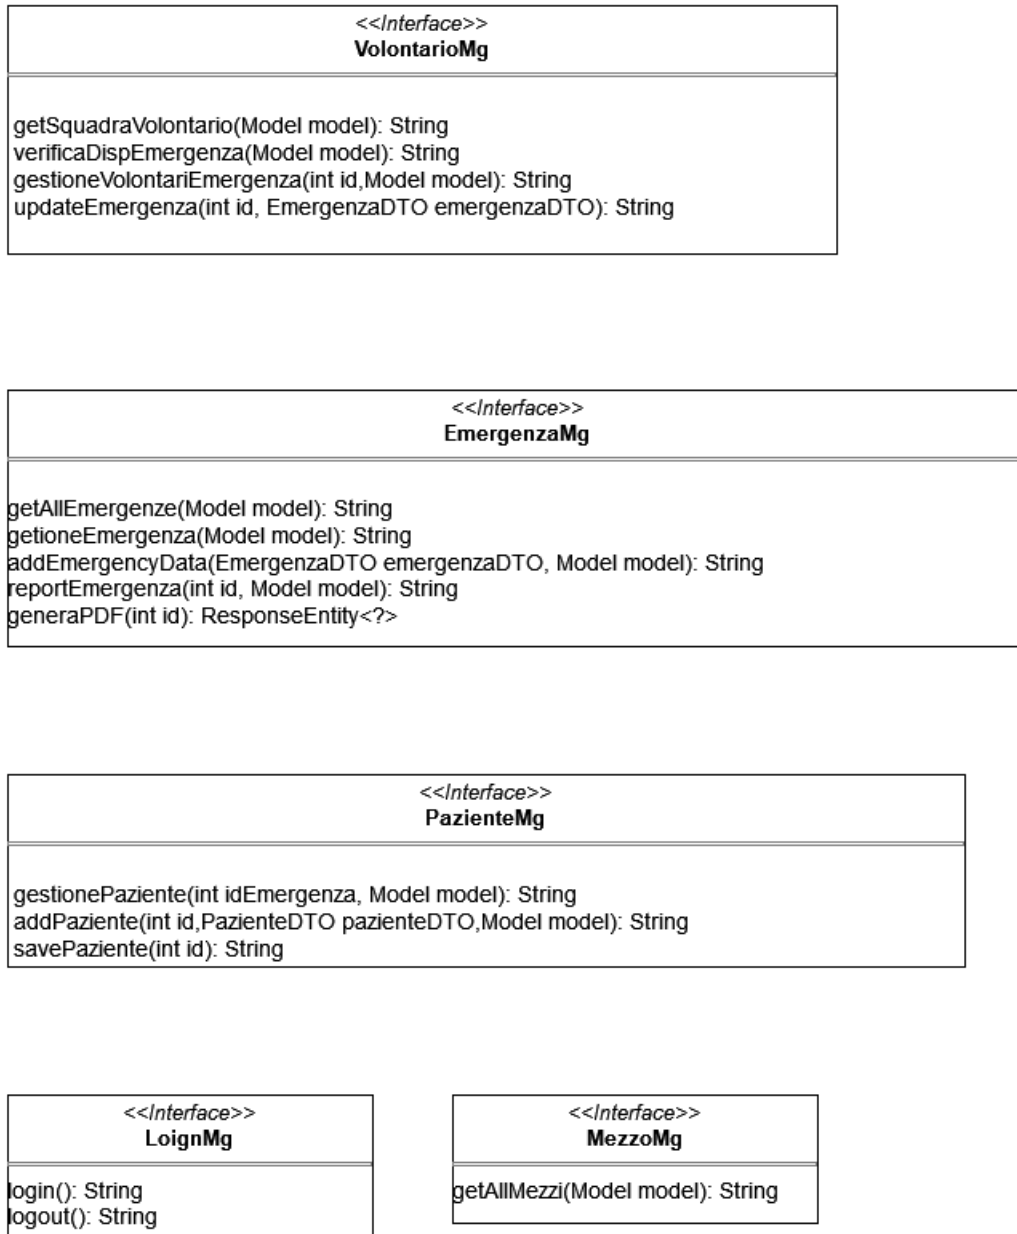 <<Interface>>
VolontarioMg
getSquadraVolontario(Model model): String
verificaDispEmergenza(Model model): String
gestioneVolontariEmergenza(int id,Model model): String
updateEmergenza(int id, EmergenzaDTO emergenzaDTO): String
<<Interface>>
EmergenzaMg
getAllEmergenze(Model model): String
getioneEmergenza(Model model): String
addEmergencyData(EmergenzaDTO emergenzaDTO, Model model): String
reportEmergenza(int id, Model model): String
generaPDF(int id): ResponseEntity<?>
<<Interface>>
PazienteMg
gestionePaziente(int idEmergenza, Model model): String
addPaziente(int id,PazienteDTO pazienteDTO,Model model): String
savePaziente(int id): String
<<Interface>>
LoignMg
login(): String
logout(): String
<<Interface>>
MezzoMg
getAllMezzi(Model model): String